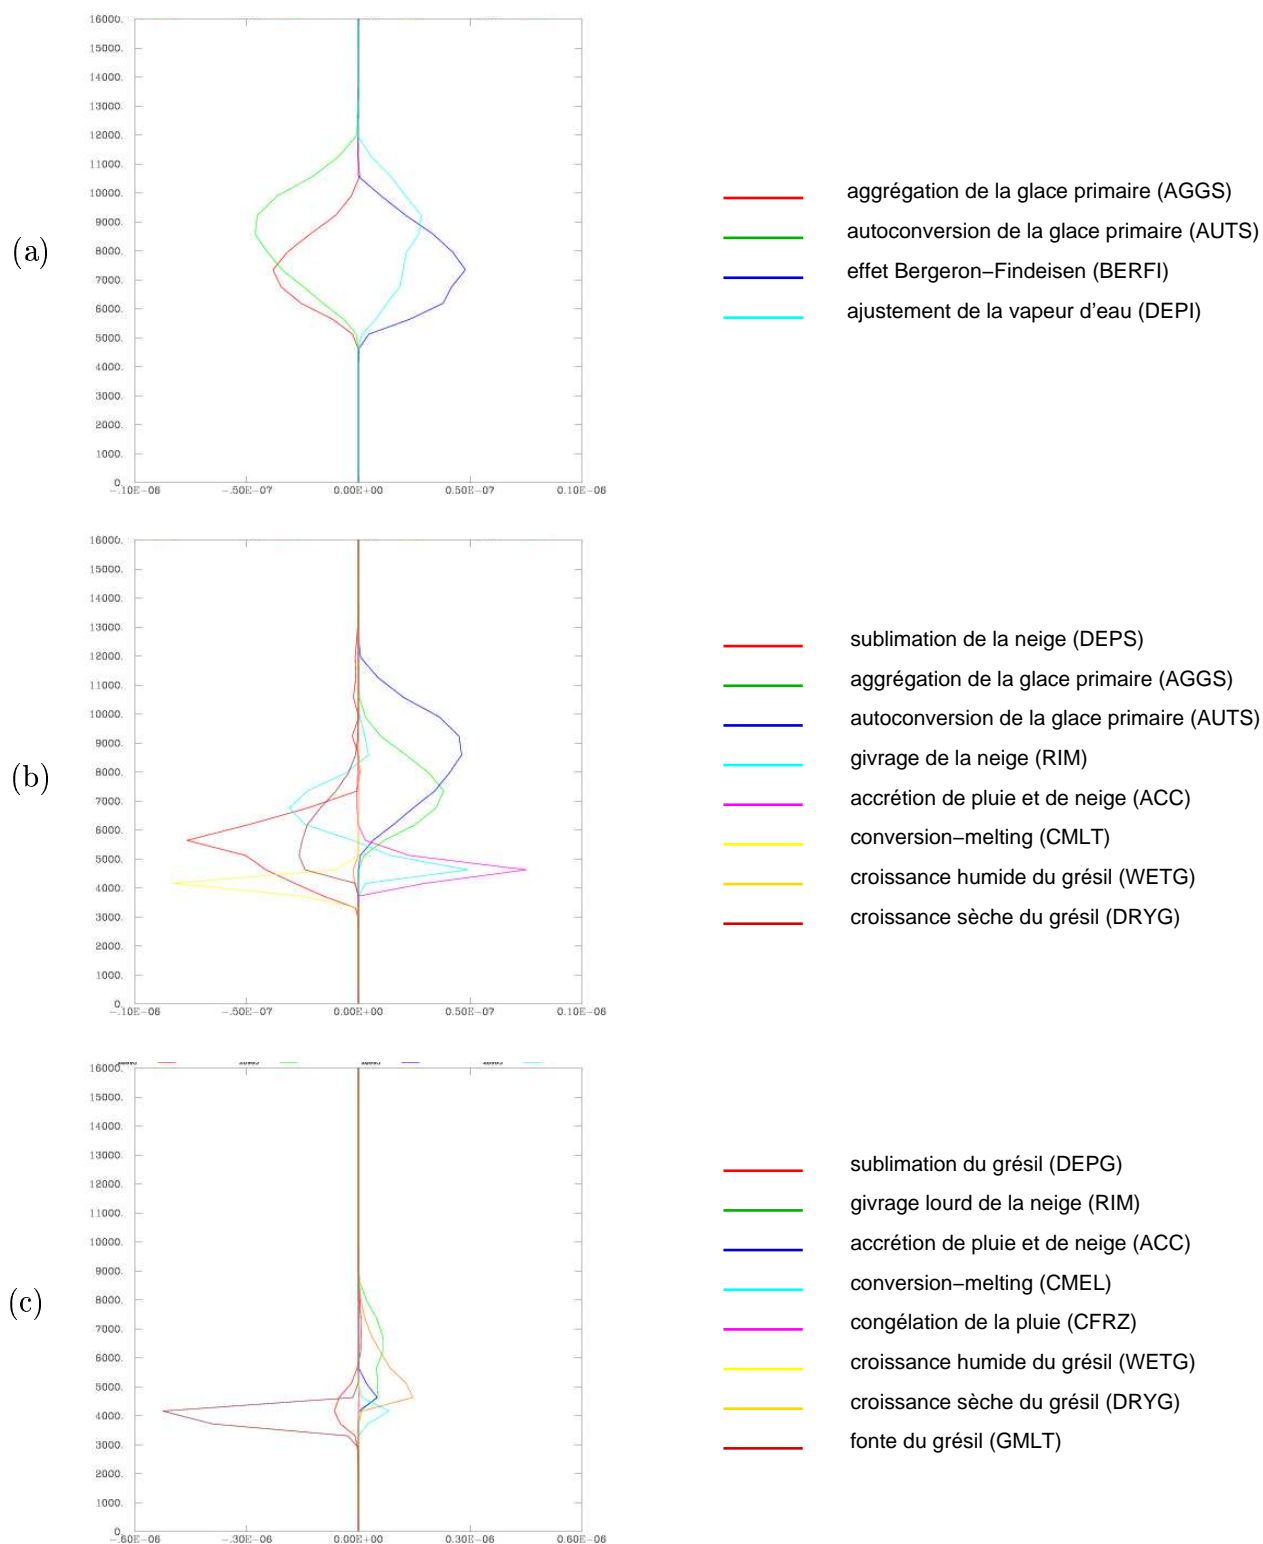 16000.
15000.
14000.
13000.
12000.
11000.
10000.
9000.
8000.
7000.
6000.
5000.
4000.
3000.
2000.
1000.
0.
-.10E-06 -.50E-07 0.00E+00 0.50E-07 0.10E-06
(a)
aggrégation de la glace primaire (AGGS)
autoconversion de la glace primaire (AUTS)
effet Bergeron-Findeisen (BERFI)
ajustement de la vapeur d'eau (DEPI)
16000.
15000.
14000.
13000.
12000.
11000.
10000.
9000.
8000.
7000.
6000.
5000.
4000.
3000.
2000.
1000.
0.
-.10E-06 -.50E-07 0.00E+00 0.50E-07 0.10E-06
(b)
sublimation de la neige (DEPS)
aggrégation de la glace primaire (AGGS)
autoconversion de la glace primaire (AUTS)
givrage de la neige (RIM)
accrétion de pluie et de neige (ACC)
conversion-melting (CMLT)
croissance humide du grésil (WETG)
croissance sèche du grésil (DRYG)
16000.
15000.
14000.
13000.
12000.
11000.
10000.
9000.
8000.
7000.
6000.
5000.
4000.
3000.
2000.
1000.
0.
-.60E-06 -.30E-06 0.00E+00 0.30E-06 0.60E-06
(c)
sublimation du grésil (DEPG)
givrage lourd de la neige (RIM)
accrétion de pluie et de neige (ACC)
conversion-melting (CMEL)
congélation de la pluie (CFRZ)
croissance humide du grésil (WETG)
croissance sèche du grésil (DRYG)
fonte du grésil (GMLT)